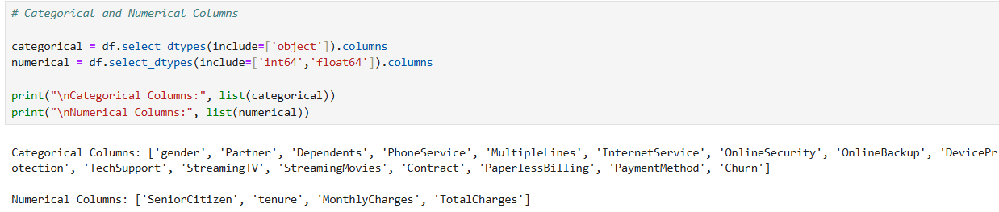 # Categorical and Numerical Columns
categorical = df.select_dtypes(include=['object']).columns
numerical = df.select_dtypes(include=['int64','float64']).columns
print("\nCategorical Columns:", list(categorical))
print("\nNumerical Columns:", list(numerical))
Categorical Columns: ['gender', 'Partner', 'Dependents', 'PhoneService', 'MultipleLines', 'InternetService', 'OnlineSecurity', 'OnlineBackup', 'DevicePr
otection', 'TechSupport', 'StreamingTV', 'StreamingMovies', 'Contract', 'PaperlessBilling', 'PaymentMethod', 'Churn']
Numerical Columns: ['SeniorCitizen', 'tenure', 'MonthlyCharges', 'TotalCharges']